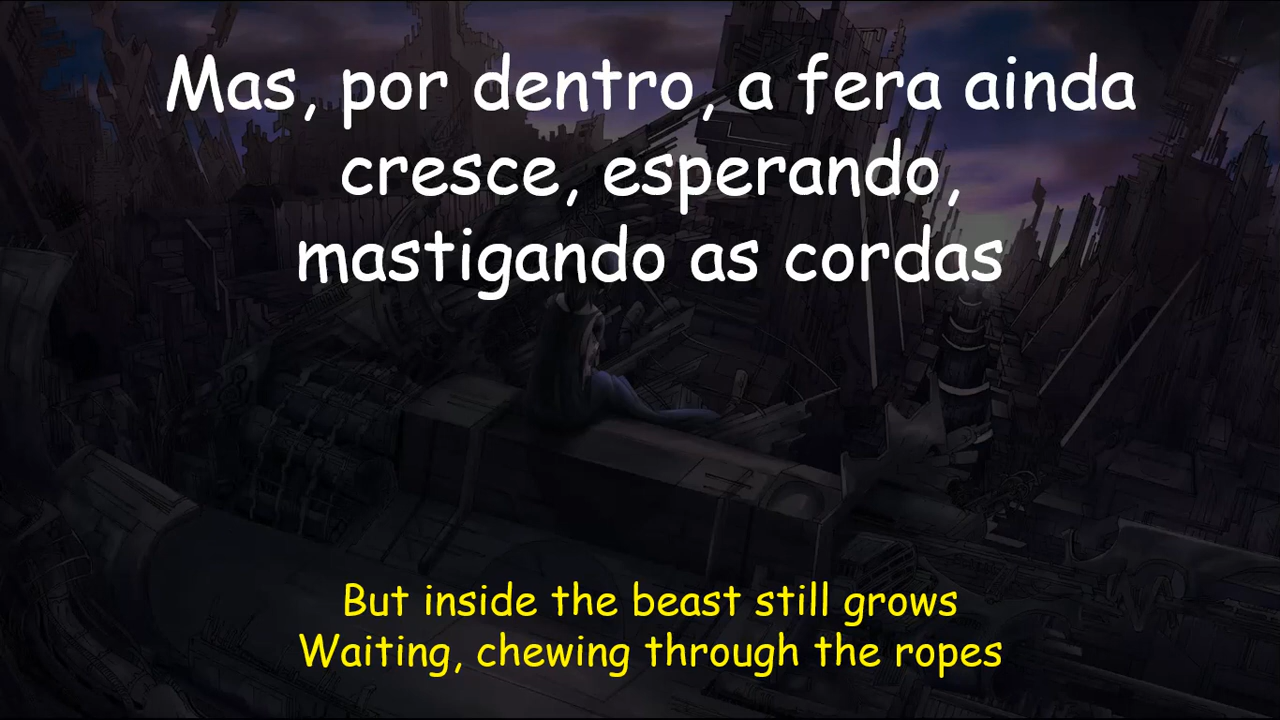 Mas, por dentro, a fera ainda
cresce, esperando,
mastigando as cordas
But inside the beast still grows
Waiting, chewing through the ropes